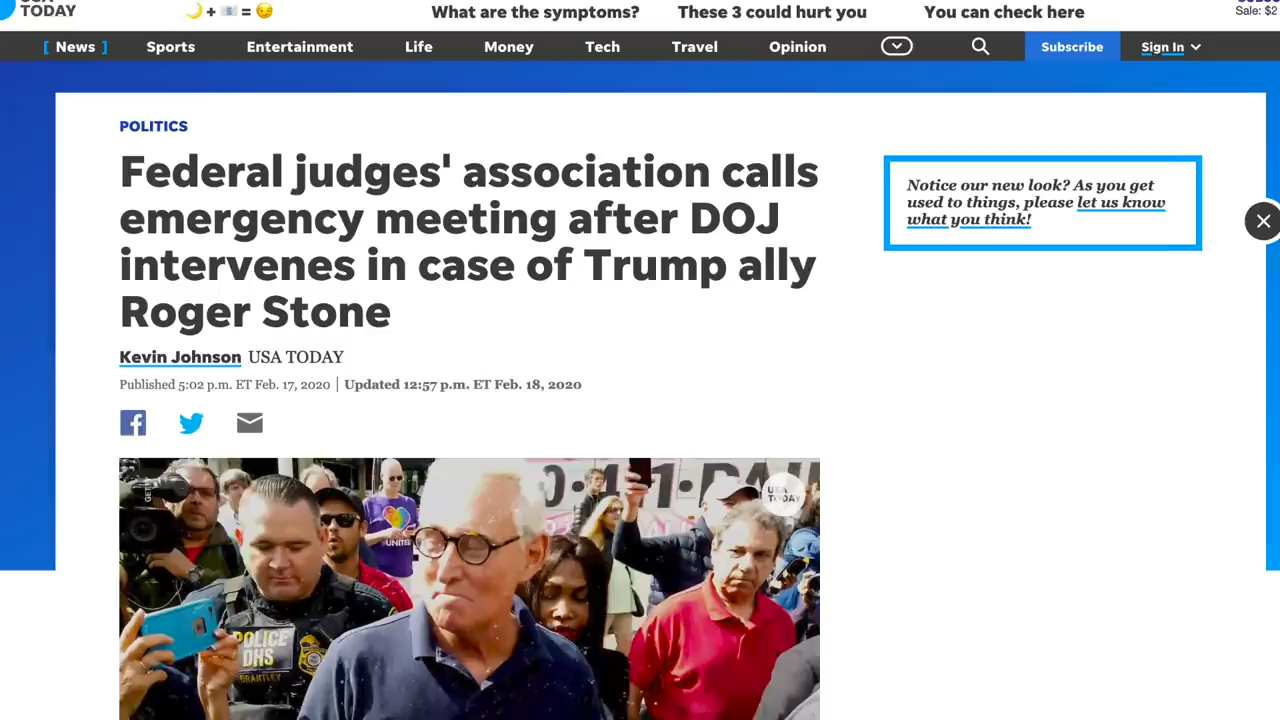 TODAY
🌙 + 📧 = 😏
What are the symptoms?
These 3 could hurt you
You can check here
Sale: $2
[ News ]
Sports
Entertainment
Life
Money
Tech
Travel
Opinion
Subscribe
Sign In
POLITICS
Federal judges' association calls
emergency meeting after DOJ
intervenes in case of Trump ally
Roger Stone
Kevin Johnson USA TODAY
Published 5:02 p.m. ET Feb. 17, 2020 | Updated 12:57 p.m. ET Feb. 18, 2020
Notice our new look? As you get
used to things, please let us know
what you think!
USA
TODAY
UNITED
POLICE
DHS
BRANTLEY